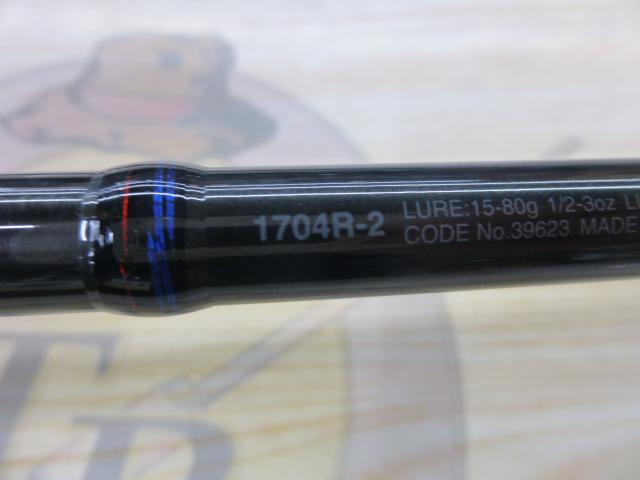 1704R-2
LURE:15-80g 1/2-3oz
CODE No.39623 MADE